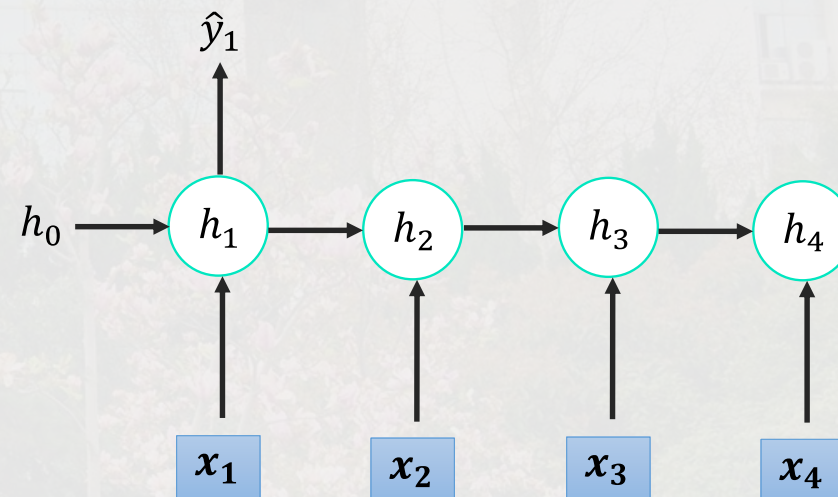 ŷ₁
h₀ h₁ h₂ h₃ h₄
x₁ x₂ x₃ x₄